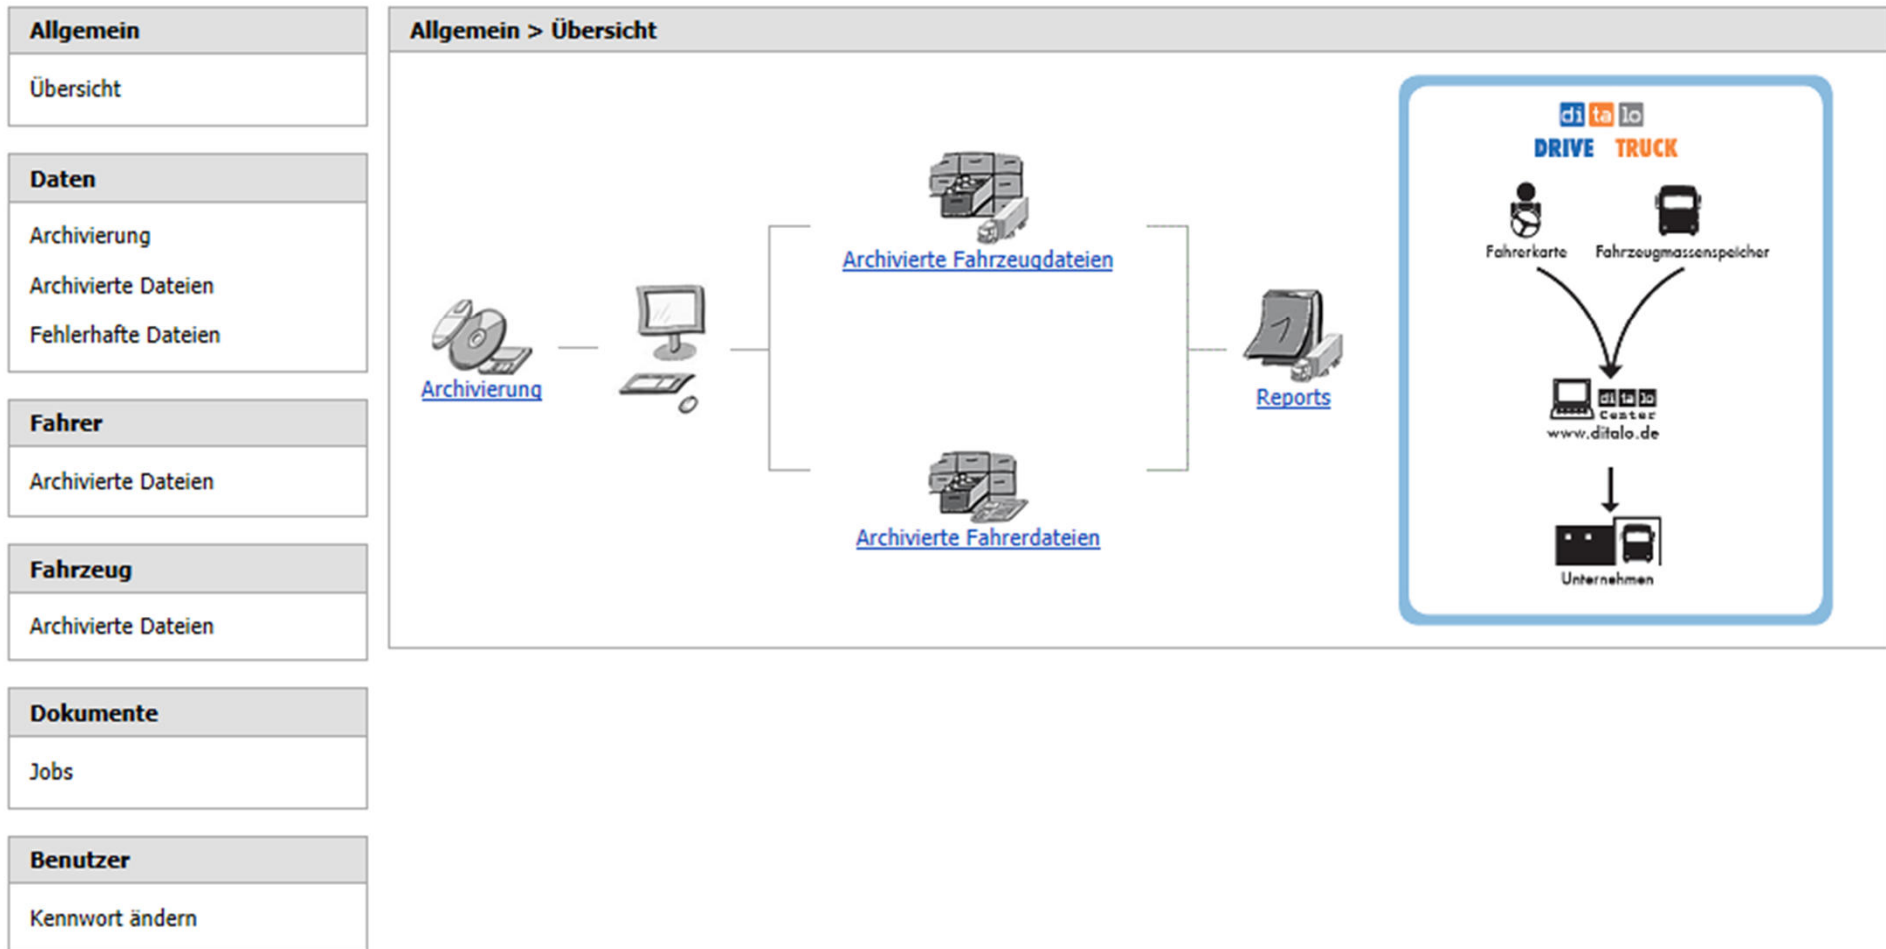 Allgemein
Übersicht
Daten
Archivierung
Archivierte Dateien
Fehlerhafte Dateien
Fahrer
Archivierte Dateien
Fahrzeug
Archivierte Dateien
Dokumente
Jobs
Benutzer
Kennwort ändern
Allgemein > Übersicht
Archivierung
Archivierte Fahrzeugdateien
Archivierte Fahrerdateien
Reports
di ta lo
DRIVE TRUCK
Fahrerkarte Fahrzeugmassenspeicher
di ta lo
Center
www.ditalo.de
Unternehmen